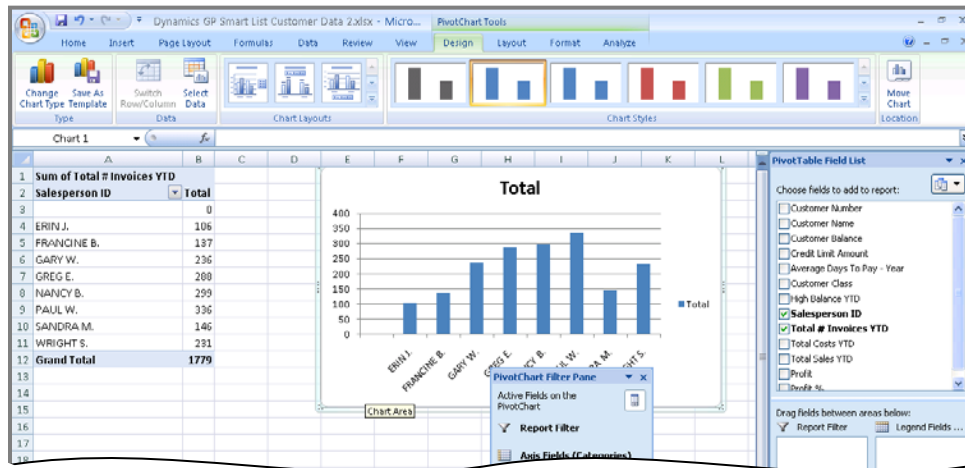 Dynamics GP Smart List Customer Data 2.xlsx - Micro... PivotChart Tools
Home Insert Page Layout Formulas Data Review View Design Layout Format Analyze
Change Chart Type Save As Template Switch Row/Column Select Data Move Chart
Type Data Chart Layouts Chart Styles Location
Chart 1 fx
A B C D E F G H I J K L
1 Sum of Total # Invoices YTD
2 Salesperson ID Total
3 0
4 ERIN J. 106
5 FRANCINE B. 137
6 GARY W. 236
7 GREG E. 288
8 NANCY B. 299
9 PAUL W. 336
10 SANDRA M. 146
11 WRIGHT S. 231
12 Grand Total 1779
13
14
15
16
17
18
Total
400
350
300
250
200
150
100
50
0
ERIN J. FRANCINE B. GARY W. GREG E. CY B. UL W. RA M. HT S.
Total
Chart Area
PivotChart Filter Pane
Active Fields on the
PivotChart
Report Filter
Axis Fields (Categories)
PivotTable Field List
Choose fields to add to report:
Customer Number
Customer Name
Customer Balance
Credit Limit Amount
Average Days To Pay - Year
Customer Class
High Balance YTD
Salesperson ID
Total # Invoices YTD
Total Costs YTD
Total Sales YTD
Profit
Profit %
Drag fields between areas below:
Report Filter Legend Fields ...